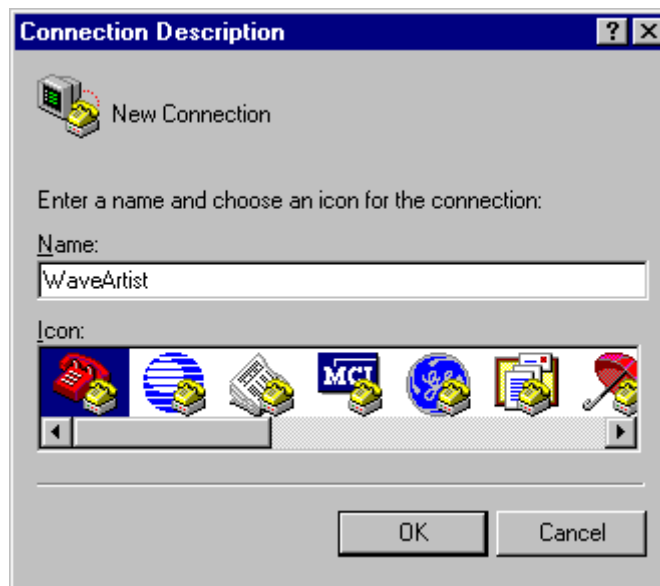 Connection Description
New Connection
Enter a name and choose an icon for the connection:
Name:
WaveArtist
Icon:
MCI
OK Cancel